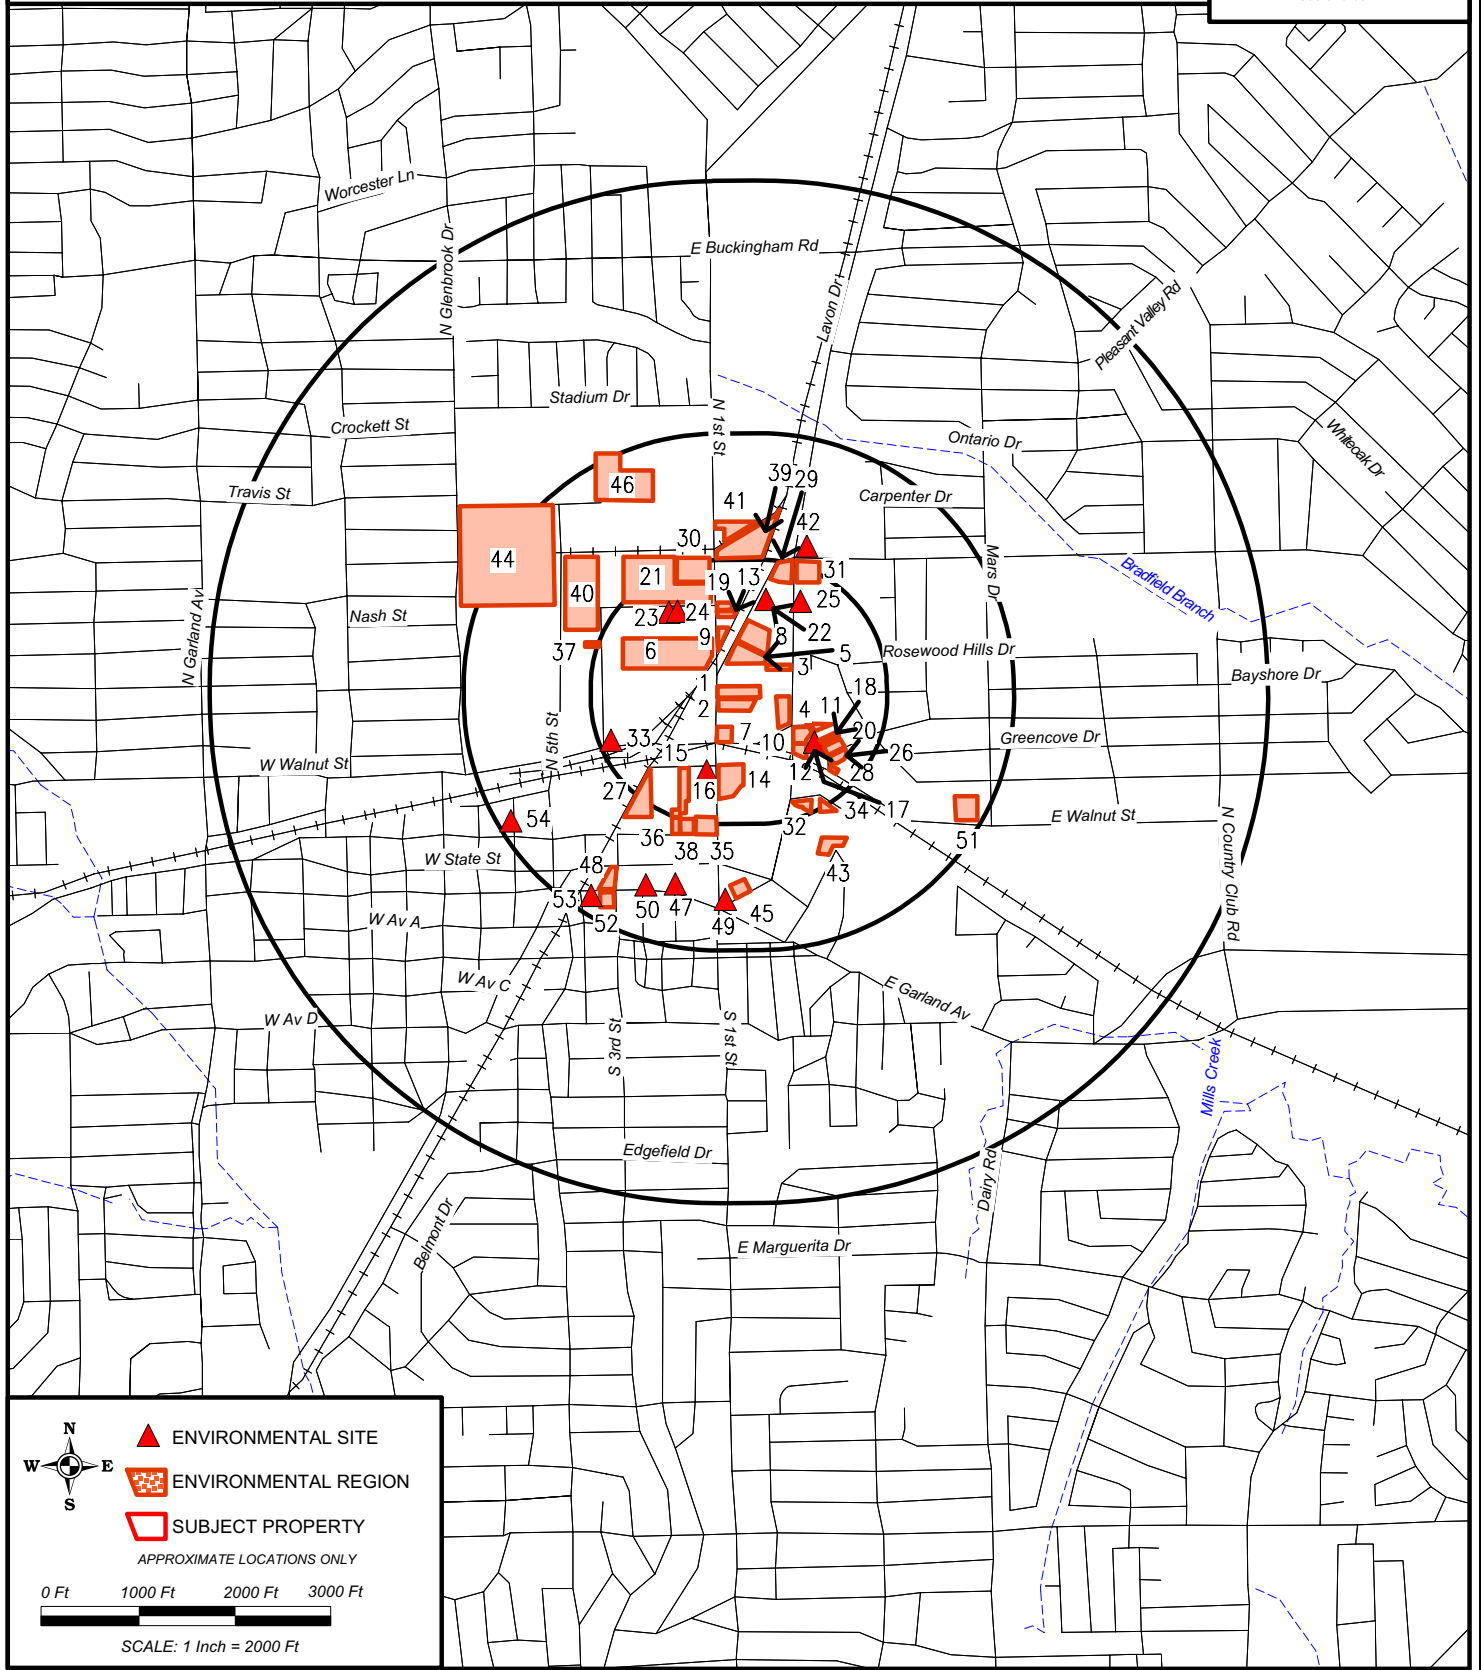 Worcester Ln
E Buckingham Rd
N Glenbrook Dr
Lavon Dr
Pleasant Valley Rd
Stadium Dr
N 1st St
Crockett St
Ontario Dr
Whiteoak Dr
Travis St
Carpenter Dr
46
39
29
41
42
30
44
21
31
40
19
13
Mars Dr
Bradfield Branch
N Garland Av
Nash St
23
24
25
22
37
6
9
8
5
3
Rosewood Hills Dr
Bayshore Dr
1
2
18
4
11
20
26
28
N 5th St
33
15
7
10
12
Greencove Dr
W Walnut St
27
16
14
17
34
32
E Walnut St
51
54
36
38
35
43
W State St
48
53
52
50
47
49
45
N Country Club Rd
W Av A
W Av C
E Garland Av
W Av D
S 3rd St
S 1st St
Mills Creek
Edgefield Dr
Dairy Rd
Belmont Dr
E Marguerita Dr
N
W E
S
ENVIRONMENTAL SITE
ENVIRONMENTAL REGION
SUBJECT PROPERTY
APPROXIMATE LOCATIONS ONLY
0 Ft 1000 Ft 2000 Ft 3000 Ft
SCALE: 1 Inch = 2000 Ft